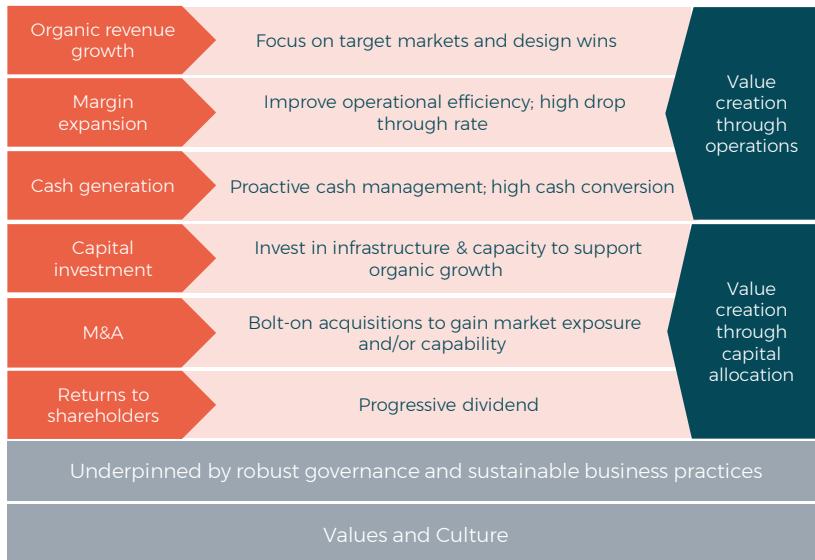 Organic revenue
growth
Focus on target markets and design wins
Margin
expansion
Improve operational efficiency; high drop
through rate
Cash generation
Proactive cash management; high cash conversion
Value
creation
through
operations
Capital
investment
Invest in infrastructure & capacity to support
organic growth
M&A
Bolt-on acquisitions to gain market exposure
and/or capability
Returns to
shareholders
Progressive dividend
Value
creation
through
capital
allocation
Underpinned by robust governance and sustainable business practices
Values and Culture